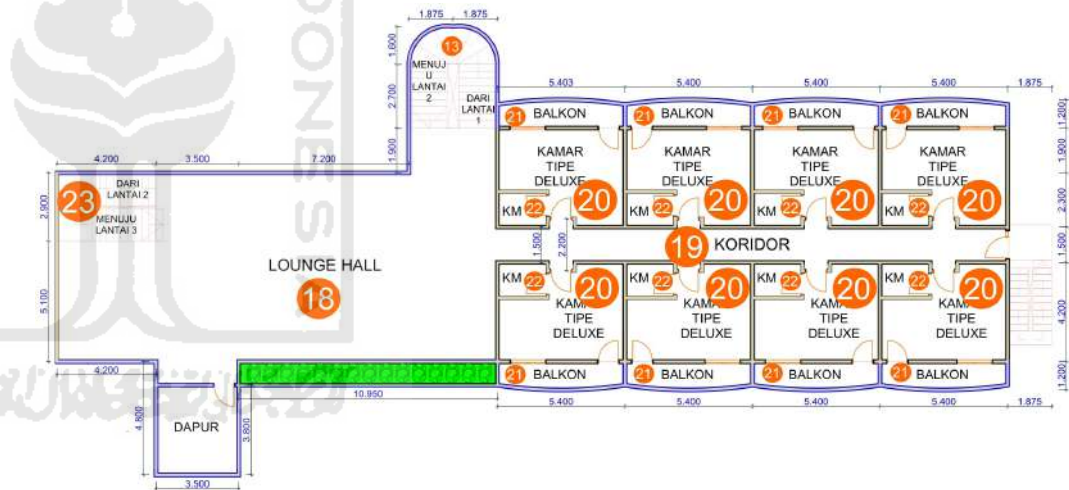 1.875 1.875
1.600
13
MENUJ
U
LANTAI
2
DARI
LANTAI
1
2.700
1.900
5.403 5.400 5.400 5.400 1.875
21 BALKON 21 BALKON 21 BALKON 21 BALKON
1.200
KAMAR KAMAR KAMAR KAMAR
TIPE TIPE TIPE TIPE
DELUXE DELUXE DELUXE DELUXE
1.900
4.200 3.500 7.200
23
DARI
LANTAI 2
MENUJU
LANTAI 3
2.900
20 20 20 20
KM 22 KM 22 KM 22 KM 22
2.300
1.500 2.200
19 KORIDOR
1.500
LOUNGE HALL
18
5.100
KM 22 KM 22 KM 22 KM 22
20 20 20 20
KAMAR KAMAR KAMAR KAMAR
TIPE TIPE TIPE TIPE
DELUXE DELUXE DELUXE DELUXE
4.200
21 BALKON 21 BALKON 21 BALKON 21 BALKON
1.200
4.200
10.950
5.400 5.400 5.400 5.400 1.875
4.800
DAPUR
3.800
3.500
ONESIA